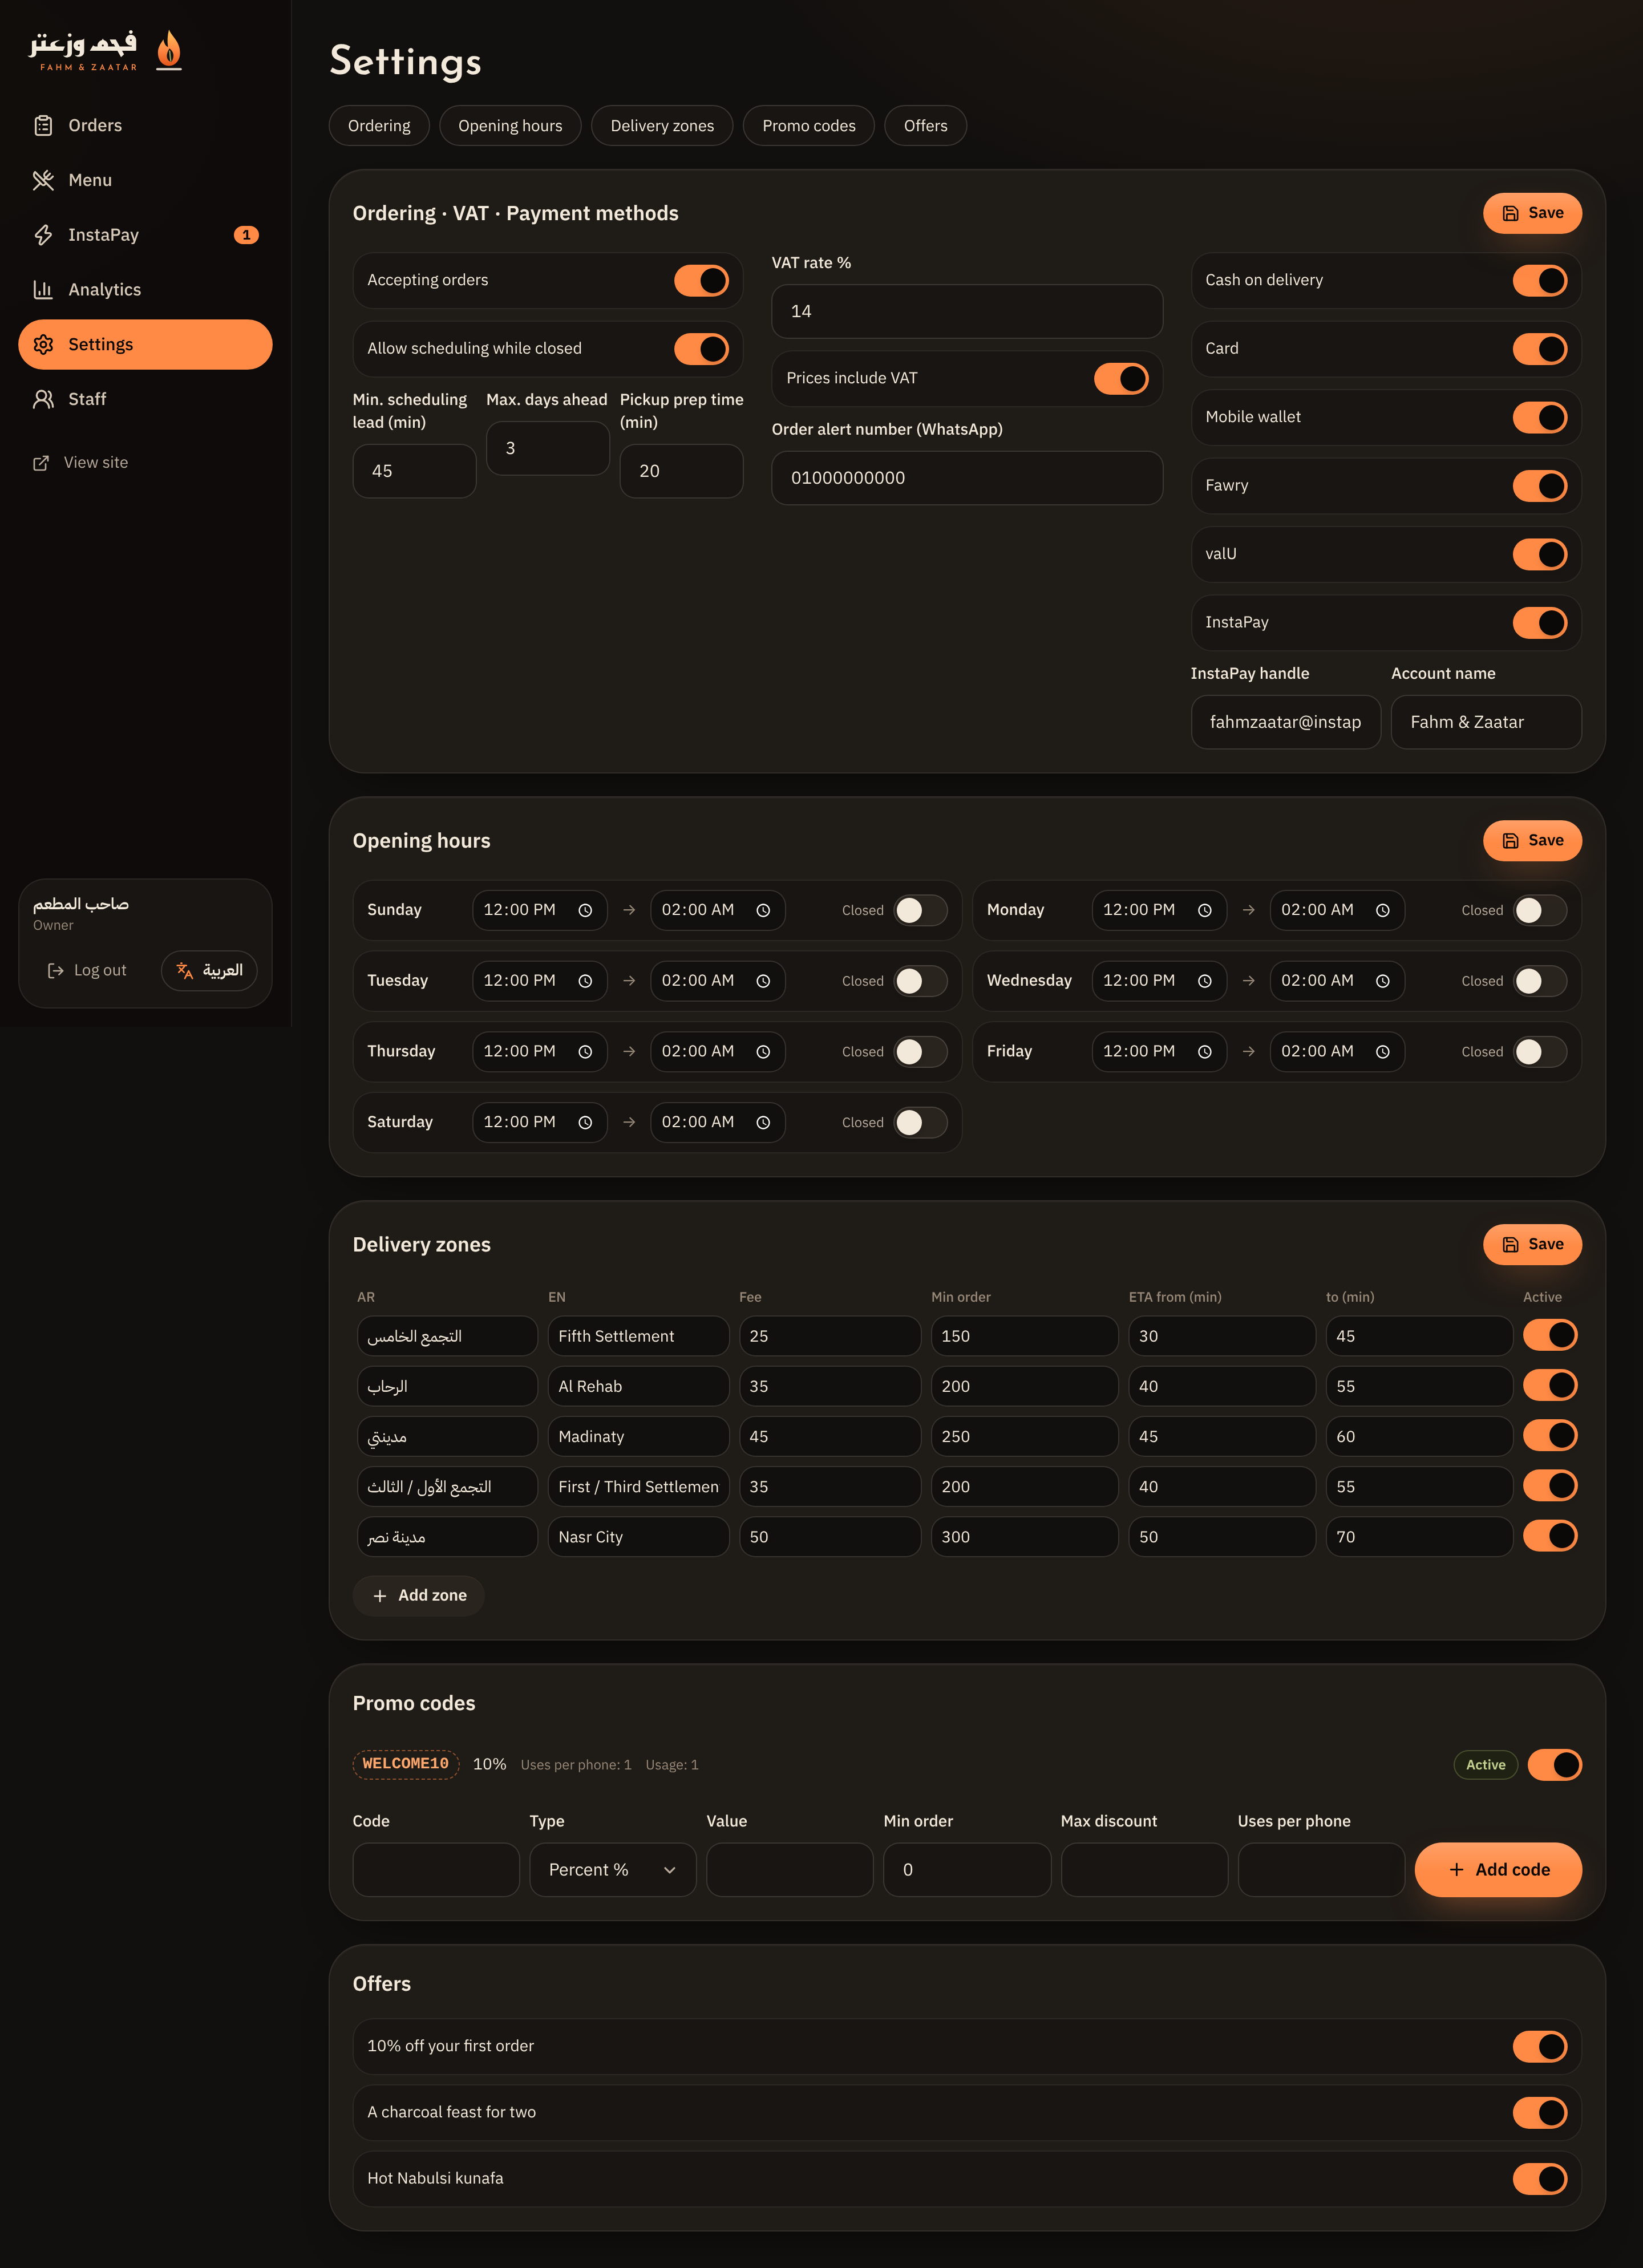 فحم وزعتر
FAHM & ZAATAR
Orders
Menu
InstaPay 1
Analytics
Settings
Staff
View site
صاحب المطعم
Owner
Log out العربية
Settings
Ordering Opening hours Delivery zones Promo codes Offers
Ordering · VAT · Payment methods Save
Accepting orders
Allow scheduling while closed
Min. scheduling lead (min) Max. days ahead Pickup prep time (min)
45 3 20
VAT rate %
14
Prices include VAT
Order alert number (WhatsApp)
01000000000
Cash on delivery
Card
Mobile wallet
Fawry
valU
InstaPay
InstaPay handle Account name
fahmzaatar@instap Fahm & Zaatar
Opening hours Save
Sunday 12:00 PM → 02:00 AM Closed
Monday 12:00 PM → 02:00 AM Closed
Tuesday 12:00 PM → 02:00 AM Closed
Wednesday 12:00 PM → 02:00 AM Closed
Thursday 12:00 PM → 02:00 AM Closed
Friday 12:00 PM → 02:00 AM Closed
Saturday 12:00 PM → 02:00 AM Closed
Delivery zones Save
AR EN Fee Min order ETA from (min) to (min) Active
التجمع الخامس Fifth Settlement 25 150 30 45
الرحاب Al Rehab 35 200 40 55
مدينتي Madinaty 45 250 45 60
التجمع الأول / الثالث First / Third Settlemen 35 200 40 55
مدينة نصر Nasr City 50 300 50 70
+ Add zone
Promo codes
WELCOME10 10% Uses per phone: 1 Usage: 1 Active
Code Type Value Min order Max discount Uses per phone
Percent % 0 + Add code
Offers
10% off your first order
A charcoal feast for two
Hot Nabulsi kunafa